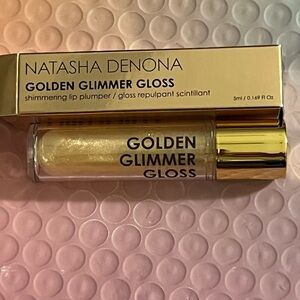 NATASHA DENONA
GOLDEN GLIMMER GLOSS
shimmering lip plumper / gloss repulpant scintillant
5ml / 0.169 Fl Oz.
GOLDEN
GLIMMER
GLOSS